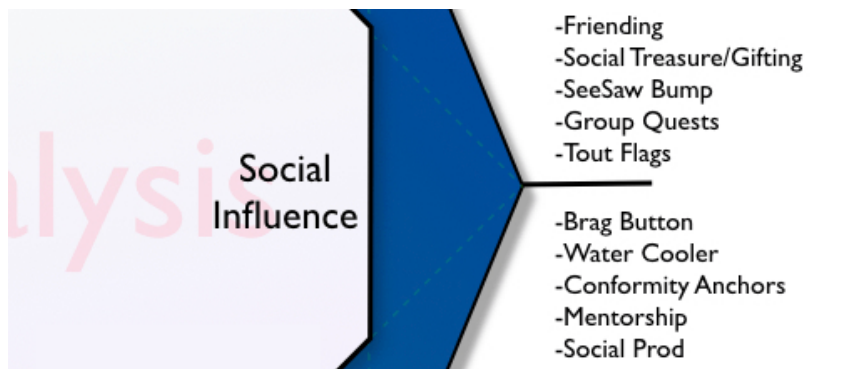 -Friending
-Social Treasure/Gifting
-SeeSaw Bump
-Group Quests
-Tout Flags
alysis
Social
Influence
-Brag Button
-Water Cooler
-Conformity Anchors
-Mentorship
-Social Prod